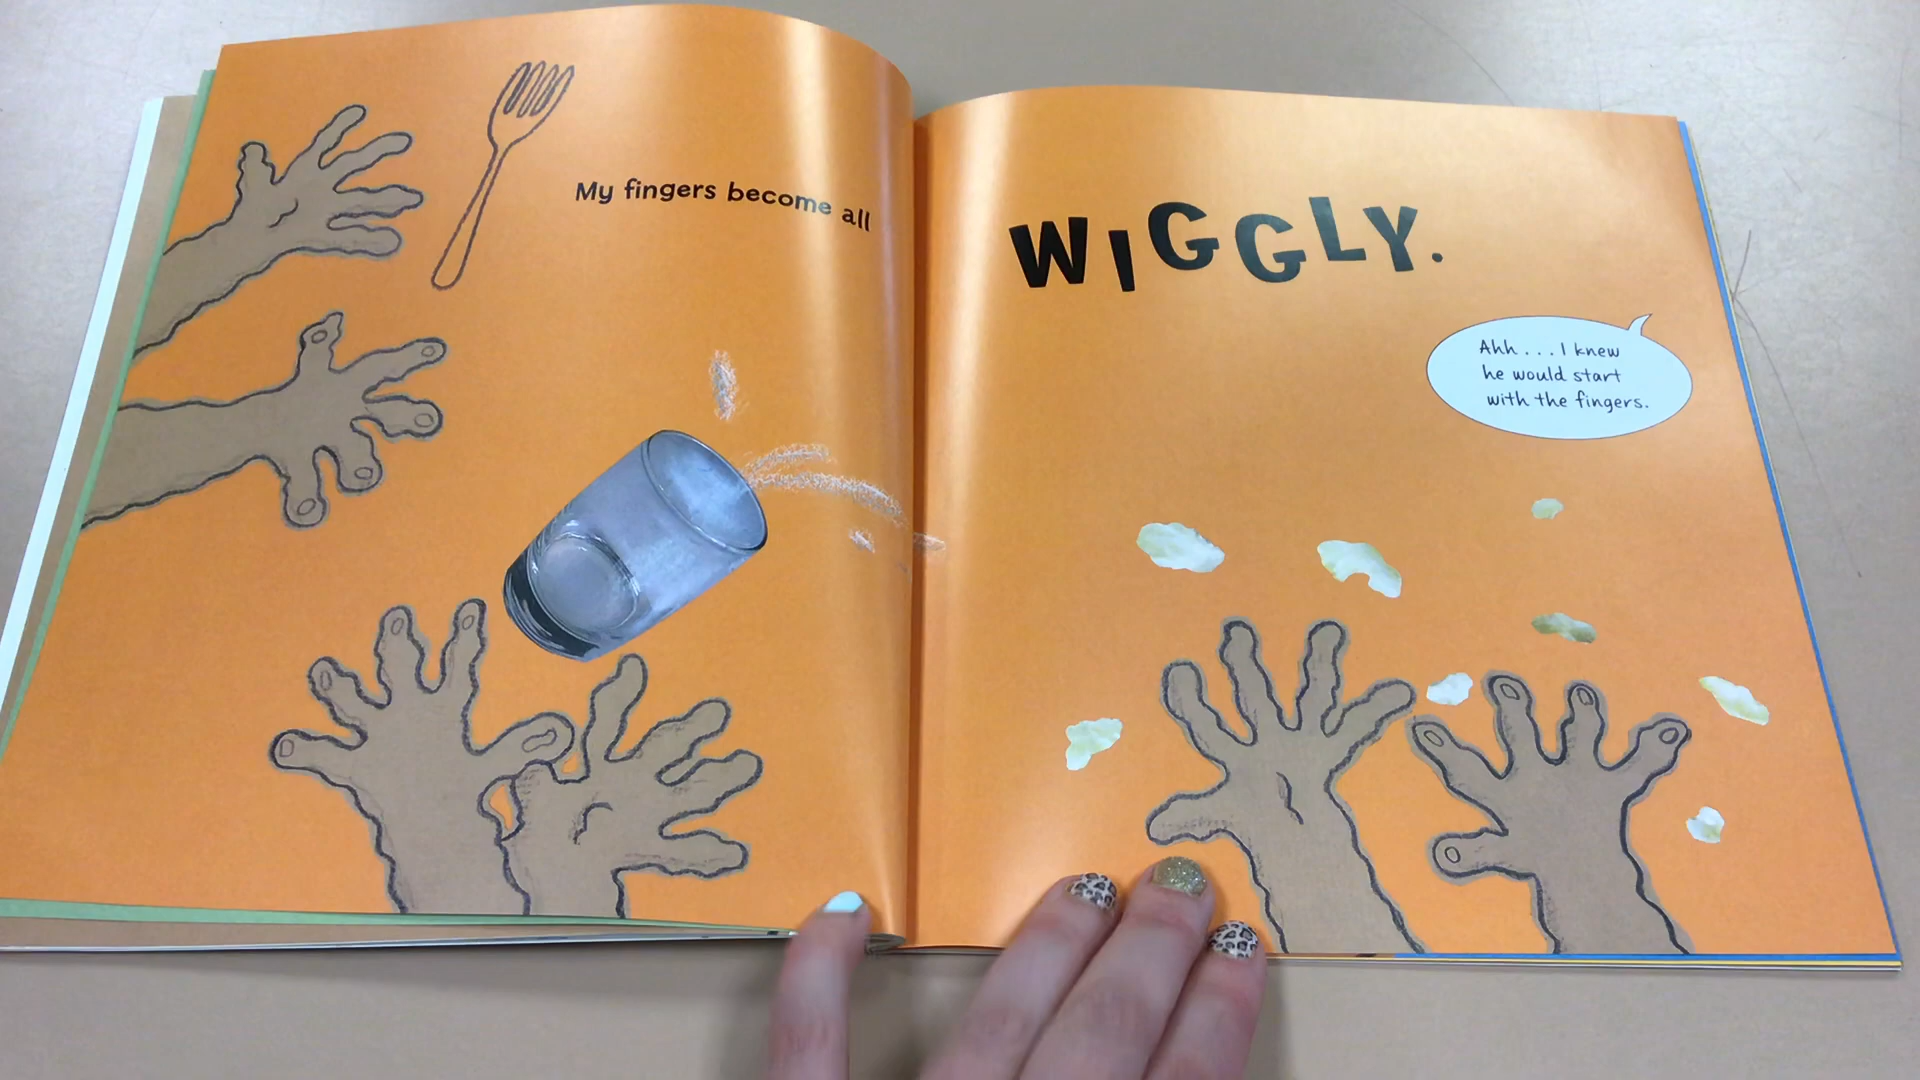 My fingers become all
WIGGLY.
Ahh... I knew
he would start
with the fingers.